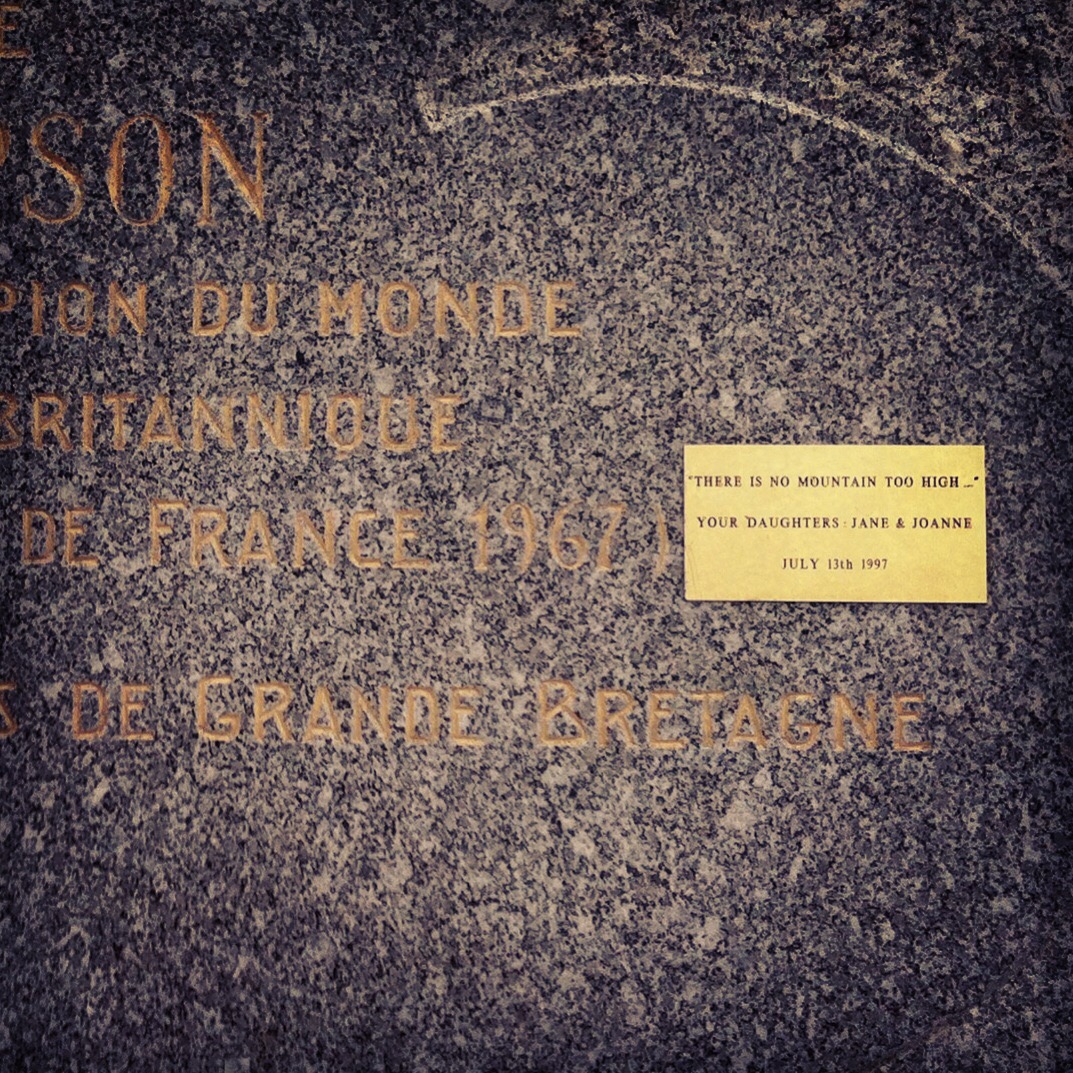 E
PSON
PION DU MONDE
BRITANNIQUE
DE FRANCE 1967)
"THERE IS NO MOUNTAIN TOO HIGH..."
YOUR DAUGHTERS: JANE & JOANNE
JULY 13th 1997
S DE GRANDE BRETAGNE